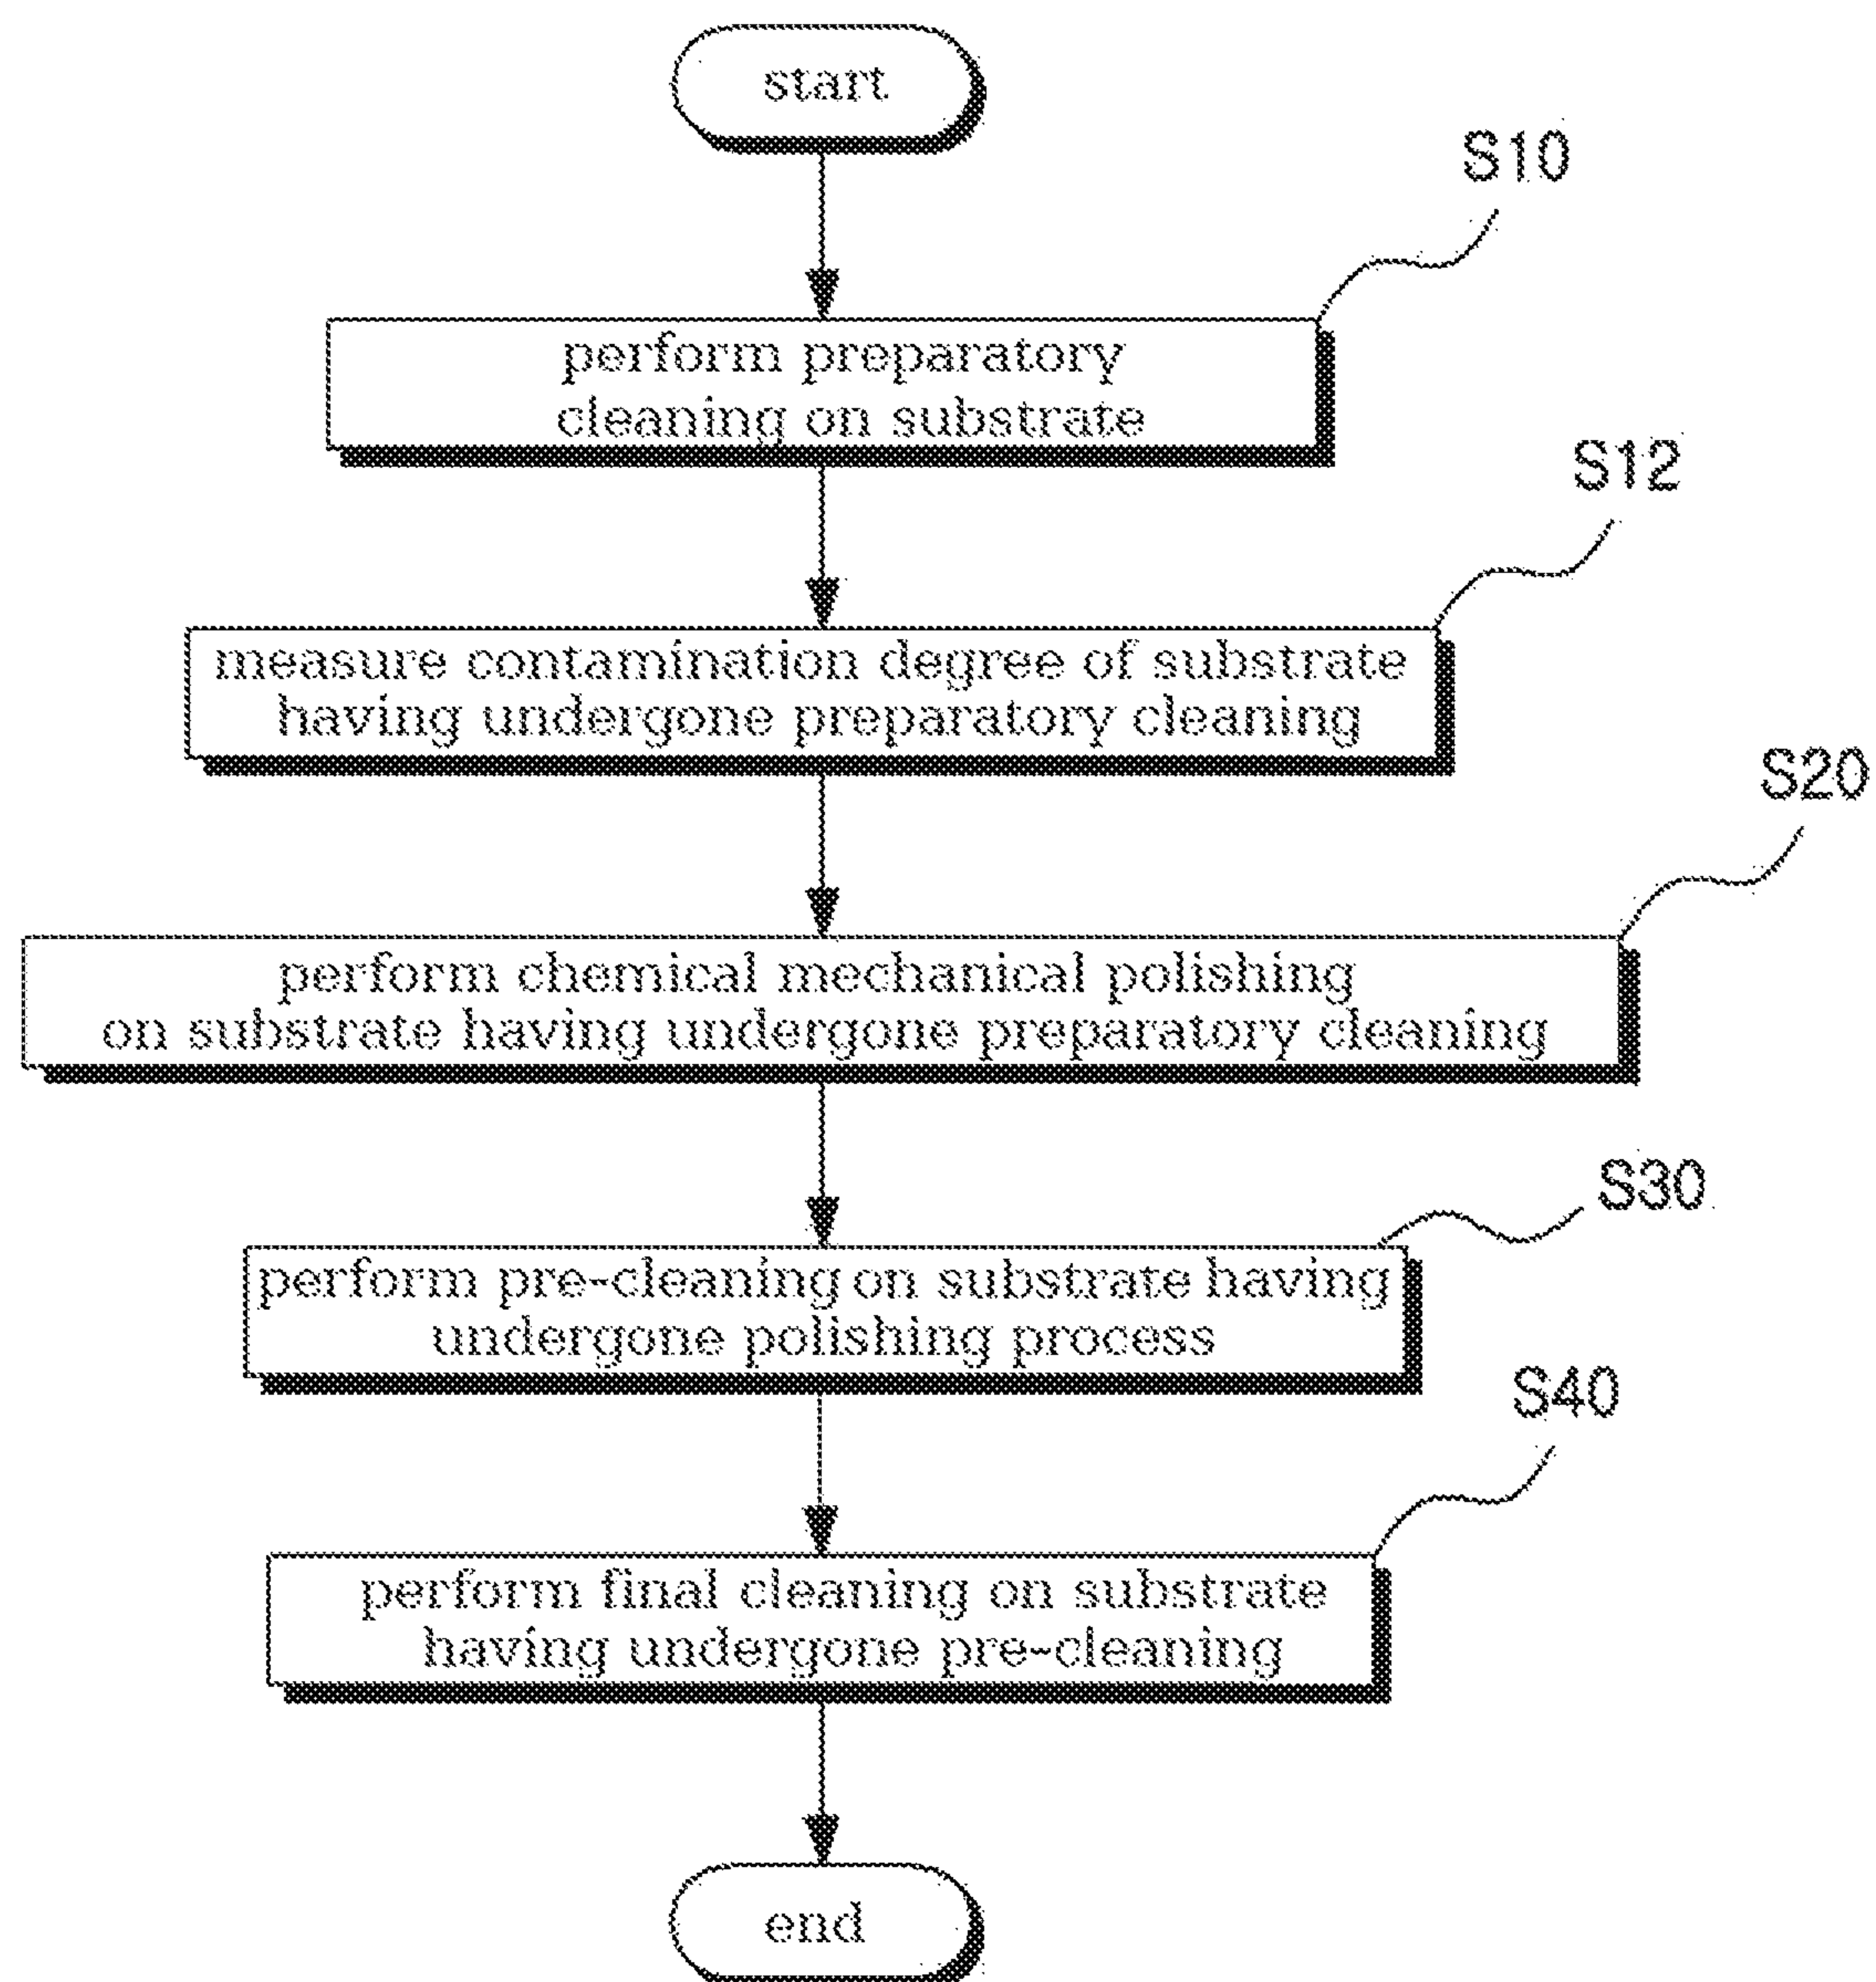 start
S10
perform preparatory
cleaning on substrate
S12
measure contamination degree of substrate
having undergone preparatory cleaning
S20
perform chemical mechanical polishing
on substrate having undergone preparatory cleaning
S30
perform pre-cleaning on substrate having
undergone polishing process
S40
perform final cleaning on substrate
having undergone pre-cleaning
end